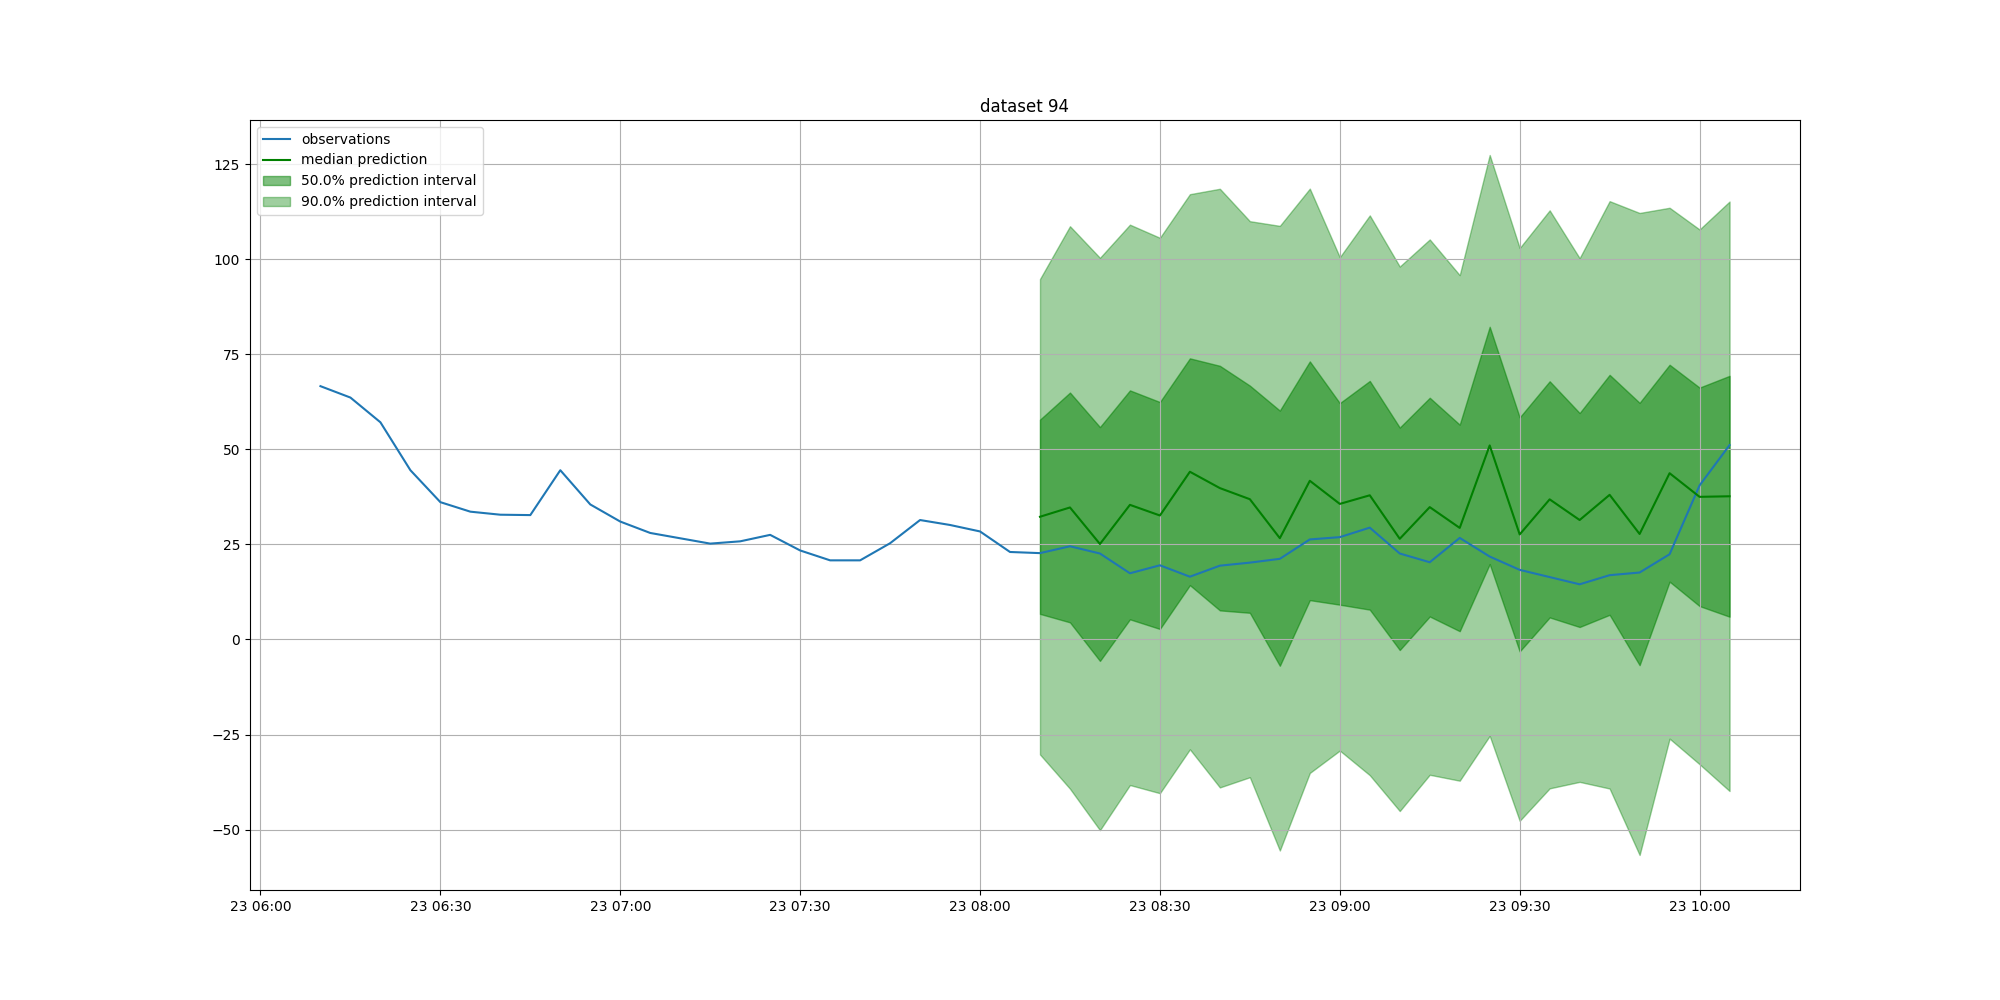 dataset 94
observations
median prediction
50.0% prediction interval
90.0% prediction interval
125
100
75
50
25
0
−25
−50
23 06:00 23 06:30 23 07:00 23 07:30 23 08:00 23 08:30 23 09:00 23 09:30 23 10:00